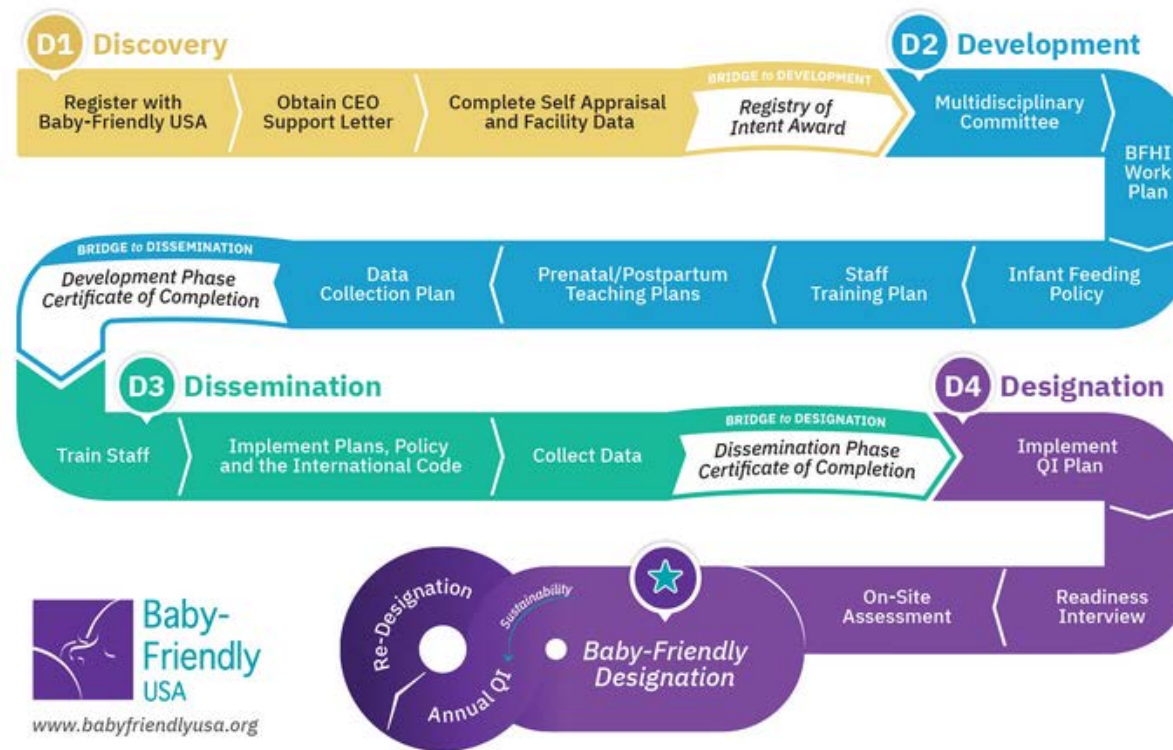 D1 Discovery
Register with
Baby-Friendly USA
Obtain CEO
Support Letter
Complete Self Appraisal
and Facility Data
BRIDGE to DEVELOPMENT
Registry of
Intent Award
D2 Development
Multidisciplinary
Committee
BFHI
Work
Plan
Infant Feeding
Policy
Staff
Training Plan
Prenatal/Postpartum
Teaching Plans
Data
Collection Plan
BRIDGE to DISSEMINATION
Development Phase
Certificate of Completion
D3 Dissemination
Train Staff
Implement Plans, Policy
and the International Code
Collect Data
BRIDGE to DESIGNATION
Dissemination Phase
Certificate of Completion
D4 Designation
Implement
QI Plan
Readiness
Interview
On-Site
Assessment
Baby-Friendly
Designation
Sustainability
Annual QI
Re-Designation
Baby-
Friendly
USA
www.babyfriendlyusa.org